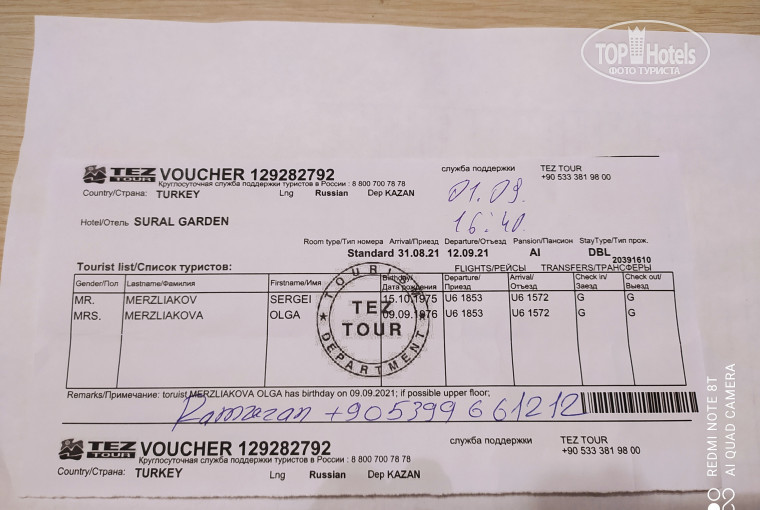 TOPHotels
ФОТО ТУРИСТА
TEZ TOUR VOUCHER 129282792 служба поддержки TEZ TOUR
Круглосуточная служба поддержки туристов в России : 8 800 700 78 78 +90 533 381 98 00
Country/Страна: TURKEY Lng Russian Dep KAZAN
01.09.
16:40
Hotel/Отель SURAL GARDEN
Room type/Тип номера Arrival/Приезд Departure/Отъезд Pansion/Пансион StayType/Тип прож.
Standard 31.08.21 12.09.21 AI DBL
20391610
Tourist list/Список туристов: FLIGHTS/РЕЙСЫ TRANSFERS/ТРАНСФЕРЫ
Gender/Пол Lastname/Фамилия Firstname/Имя Birthday/Дата рождения Departure/Приезд Arrival/Отъезд Check in/Заезд Check out/Выезд
MR. MERZLIAKOV SERGEI 15.10.1975 U6 1853 U6 1572 G G
MRS. MERZLIAKOVA OLGA 09.09.1976 U6 1853 U6 1572 G G
TOURISM
TEZ
TOUR
DEPARTMENT
Remarks/Примечание: toruist MERZLIAKOVA OLGA has birthday on 09.09.2021; if possible upper floor;
Ramazan +905399661212
TEZ TOUR VOUCHER 129282792 служба поддержки TEZ TOUR
Круглосуточная служба поддержки туристов в России : 8 800 700 78 78 +90 533 381 98 00
Country/Страна: TURKEY Lng Russian Dep KAZAN
REDMI NOTE 8T
AI QUAD CAMERA